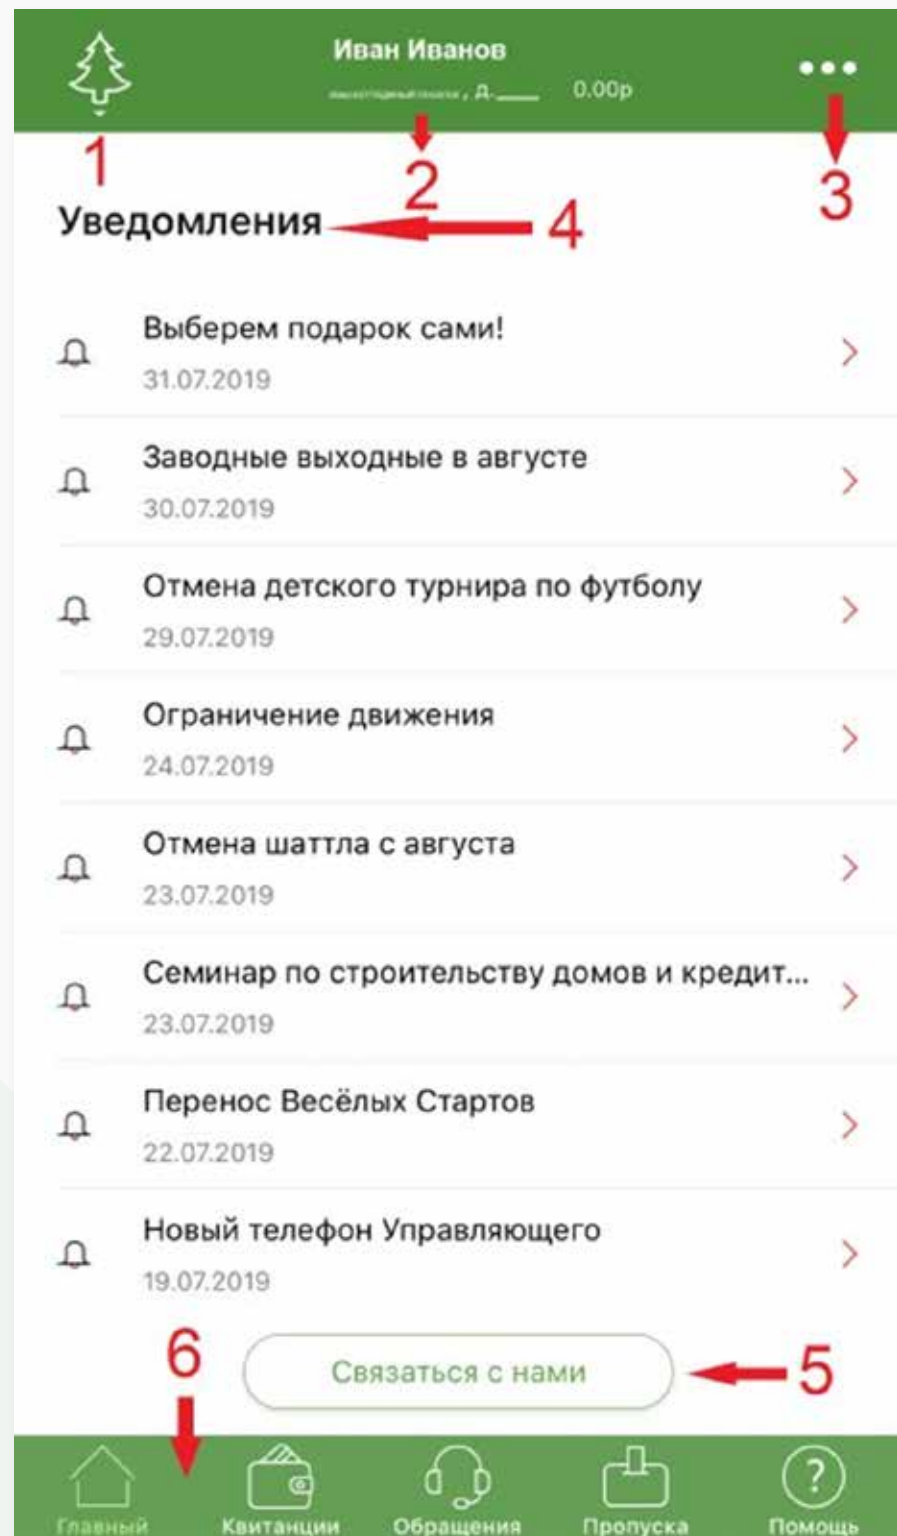 Иван Иванов
, д. 0.00р
1
2
3
Уведомления
4
Выберем подарок сами!
31.07.2019
Заводные выходные в августе
30.07.2019
Отмена детского турнира по футболу
29.07.2019
Ограничение движения
24.07.2019
Отмена шаттла с августа
23.07.2019
Семинар по строительству домов и кредит...
23.07.2019
Перенос Весёлых Стартов
22.07.2019
Новый телефон Управляющего
19.07.2019
6
Связаться с нами
5
Главный
Квитанции
Обращения
Пропуска
Помощь